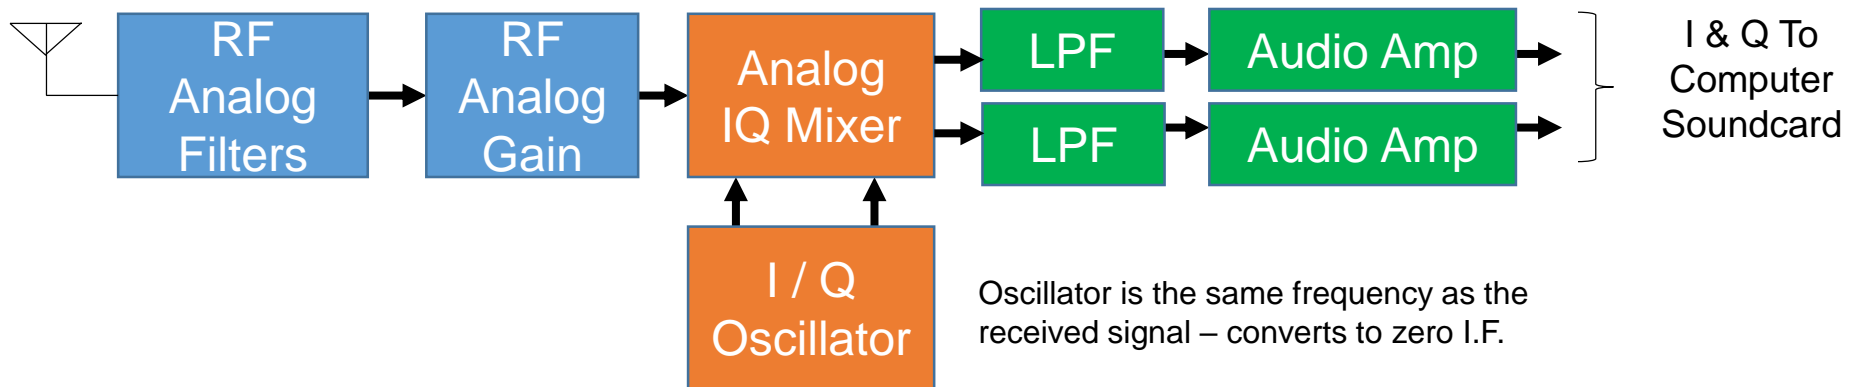 RF
Analog
Filters
RF
Analog
Gain
Analog
IQ Mixer
LPF
Audio Amp
LPF
Audio Amp
I & Q To
Computer
Soundcard
I / Q
Oscillator
Oscillator is the same frequency as the
received signal – converts to zero I.F.